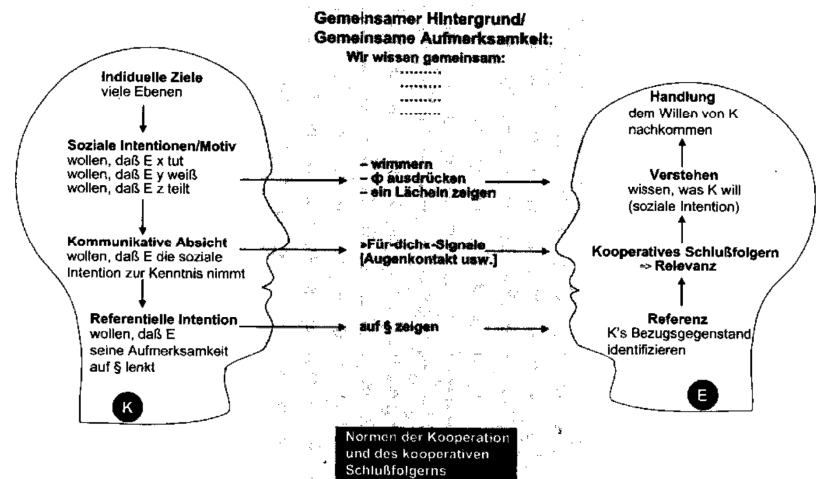 Gemeinsamer Hintergrund/
Gemeinsame Aufmerksamkeit:
Wir wissen gemeinsam:
Indiduelle Ziele
viele Ebenen
Soziale Intentionen/Motiv
wollen, daß E x tut
wollen, daß E y weiß
wollen, daß E z teilt
Kommunikative Absicht
wollen, daß E die soziale
Intention zur Kenntnis nimmt
Referentielle Intention
wollen, daß E
seine Aufmerksamkeit
auf § lenkt
K
– wimmern
– Φ ausdrücken
– ein Lächeln zeigen
»Für-dich«-Signale
[Augenkontakt usw.]
auf § zeigen
Handlung
dem Willen von K
nachkommen
Verstehen
wissen, was K will
(soziale Intention)
Kooperatives Schlußfolgern
=> Relevanz
Referenz
K's Bezugsgegenstand
identifizieren
E
Normen der Kooperation
und des kooperativen
Schlußfolgerns